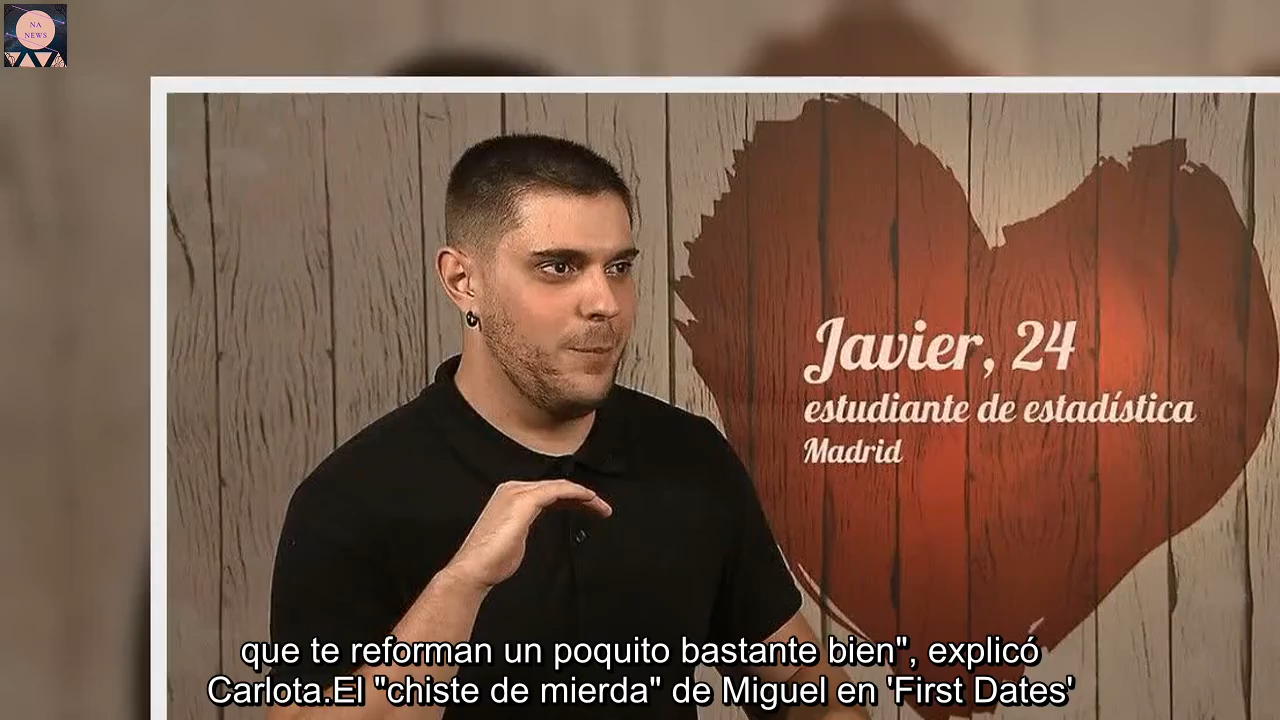 NA
NEWS
Javier, 24
estudiante de estadística
Madrid
que te reforman un poquito bastante bien", explicó
Carlota.El "chiste de mierda" de Miguel en 'First Dates'